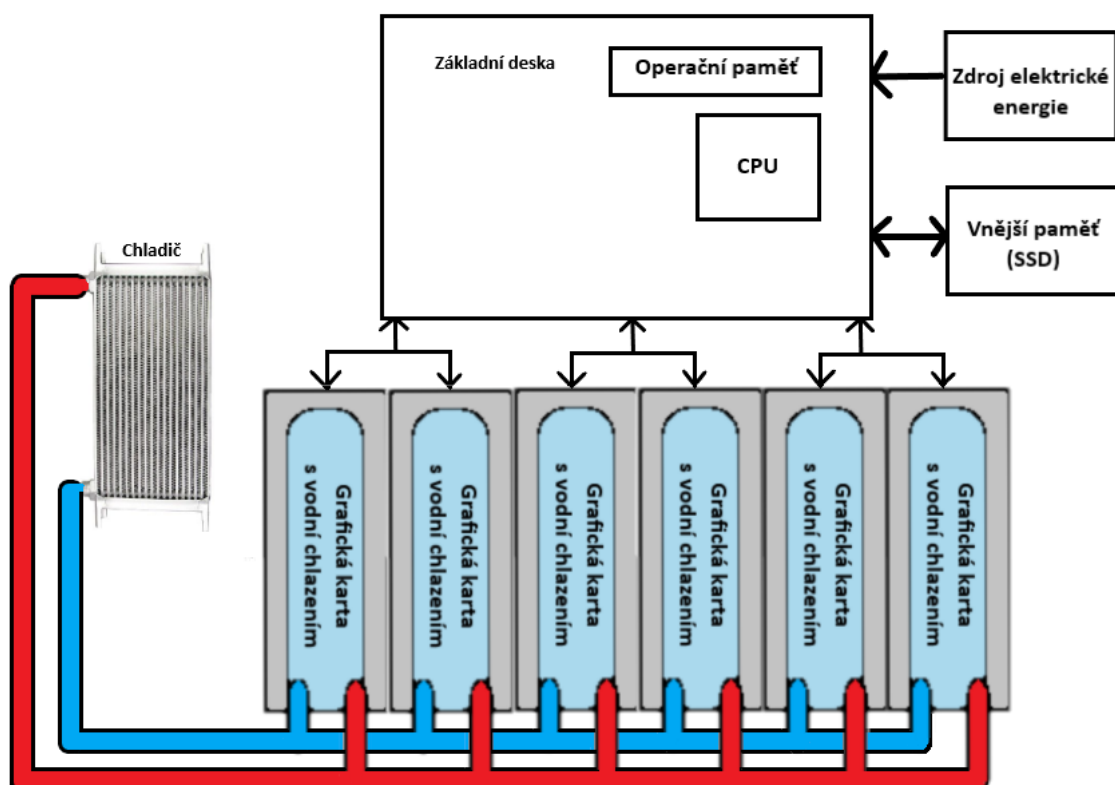 Základní deska
Operační paměť
CPU
Zdroj elektrické
energie
Vnější paměť
(SSD)
Chladič
Grafická karta
s vodní chlazením
Grafická karta
s vodní chlazením
Grafická karta
s vodní chlazením
Grafická karta
s vodní chlazením
Grafická karta
s vodní chlazením
Grafická karta
s vodní chlazením